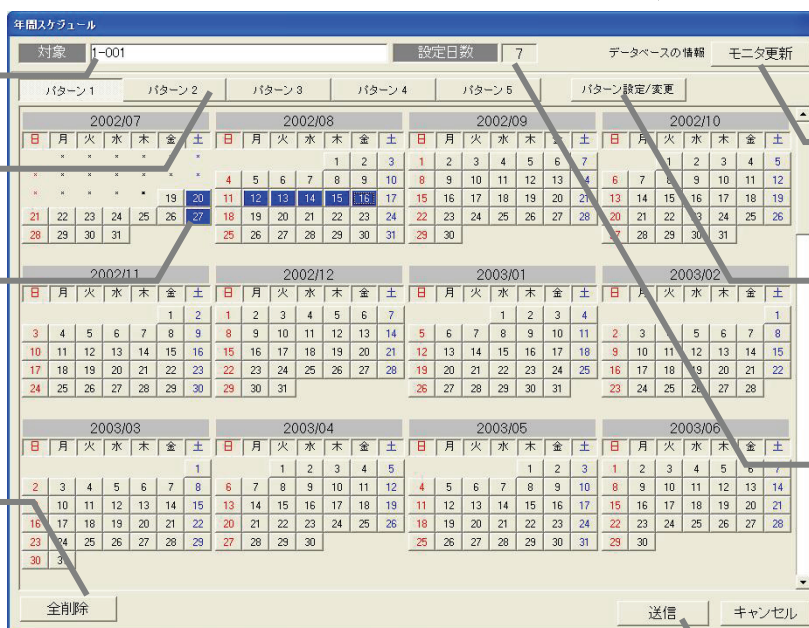 年間スケジュール
対象 1-001 設定日数 7 データベースの情報 モニタ更新
パターン1 パターン2 パターン3 パターン4 パターン5 パターン設定/変更
2002/07
日 月 火 水 木 金 土
* * * * * *
* * * * * * *
* * * * * 19 20
21 22 23 24 25 26 27
28 29 30 31
2002/08
日 月 火 水 木 金 土
1 2 3
4 5 6 7 8 9 10
11 12 13 14 15 16 17
18 19 20 21 22 23 24
25 26 27 28 29 30 31
2002/09
日 月 火 水 木 金 土
1 2 3 4 5 6 7
8 9 10 11 12 13 14
15 16 17 18 19 20 21
22 23 24 25 26 27 28
29 30
2002/10
日 月 火 水 木 金 土
1 2 3 4 5
6 7 8 9 10 11 12
13 14 15 16 17 18 19
20 21 22 23 24 25 26
27 28 29 30 31
2002/11
日 月 火 水 木 金 土
1 2
3 4 5 6 7 8 9
10 11 12 13 14 15 16
17 18 19 20 21 22 23
24 25 26 27 28 29 30
2002/12
日 月 火 水 木 金 土
1 2 3 4 5 6 7
8 9 10 11 12 13 14
15 16 17 18 19 20 21
22 23 24 25 26 27 28
29 30 31
2003/01
日 月 火 水 木 金 土
1 2 3 4
5 6 7 8 9 10 11
12 13 14 15 16 17 18
19 20 21 22 23 24 25
26 27 28 29 30 31
2003/02
日 月 火 水 木 金 土
1
2 3 5 6 7 8
9 10 11 12 13 14 15
16 17 18 19 20 21 22
23 24 25 26 27 28
2003/03
日 月 火 水 木 金 土
1
2 3 4 5 6 7 8
10 11 12 13 14 15
16 17 18 19 20 21 22
23 24 25 26 27 28 29
30 31
2003/04
日 月 火 水 木 金 土
1 2 3 4 5
6 7 8 9 10 11 12
13 14 15 16 17 18 19
20 21 22 23 24 25 26
27 28 29 30
2003/05
日 月 火 水 木 金 土
1 2 3
4 5 6 7 8 9 10
11 12 13 14 15 16 17
18 19 20 21 22 23 24
25 26 27 28 29 30 31
2003/06
日 月 火 水 木 金 土
1 2 3 4 5 6 7
8 9 10 11 12 13 14
15 16 17 18 19 20 21
22 23 24 25 26 27 28
29 30
全削除 送信 キャンセル